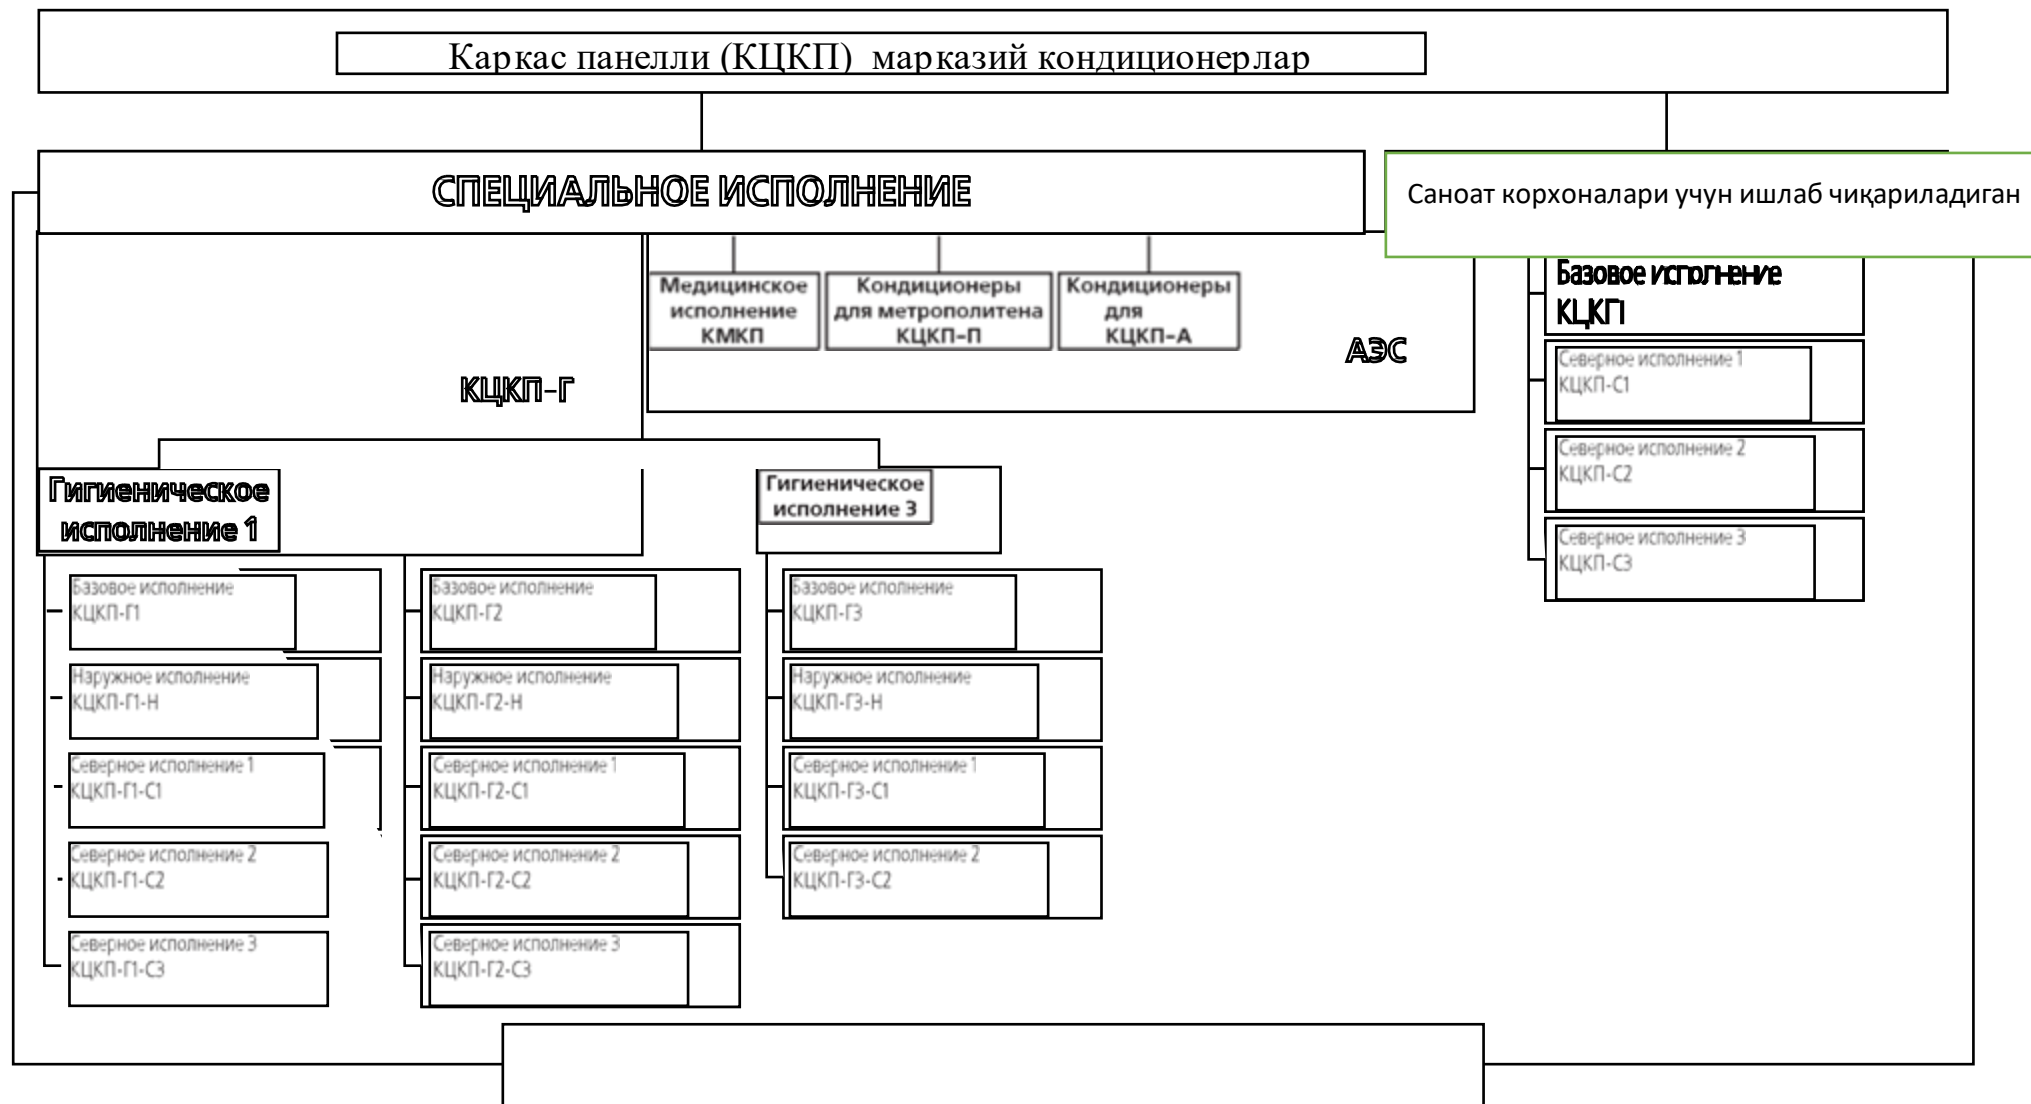 Каркас панелли (КЦКП) марказий кондиционерлар
СПЕЦИАЛЬНОЕ ИСПОЛНЕНИЕ
Саноат корхоналари учун ишлаб чиқариладиган
Медицинское
исполнение
КМКП
Кондиционеры
для метрополитена
КЦКП-П
Кондиционеры
для
КЦКП-А
АЭС
КЦКП-Г
Базовое исполнение
КЦКП
Северное исполнение 1
КЦКП-С1
Северное исполнение 2
КЦКП-С2
Северное исполнение 3
КЦКП-С3
Гигиеническое
исполнение 1
Базовое исполнение
КЦКП-Г1
Наружное исполнение
КЦКП-Г1-Н
Северное исполнение 1
КЦКП-Г1-С1
Северное исполнение 2
КЦКП-Г1-С2
Северное исполнение 3
КЦКП-Г1-С3
Базовое исполнение
КЦКП-Г2
Наружное исполнение
КЦКП-Г2-Н
Северное исполнение 1
КЦКП-Г2-С1
Северное исполнение 2
КЦКП-Г2-С2
Северное исполнение 3
КЦКП-Г2-С3
Гигиеническое
исполнение 3
Базовое исполнение
КЦКП-Г3
Наружное исполнение
КЦКП-Г3-Н
Северное исполнение 1
КЦКП-Г3-С1
Северное исполнение 2
КЦКП-Г3-С2